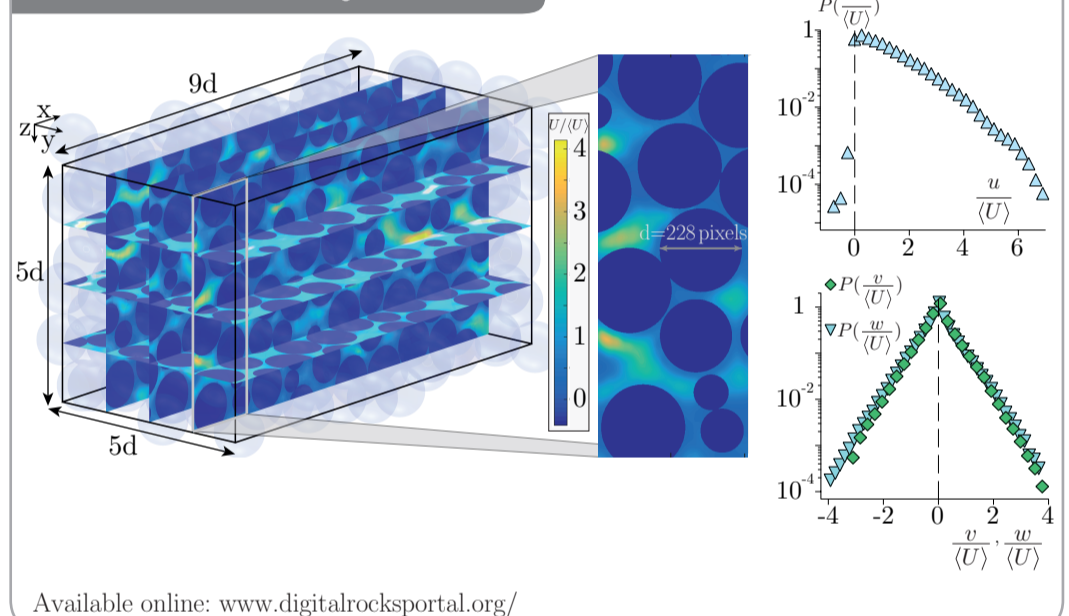 P(u/⟨U⟩)
1
10⁻²
10⁻⁴
u/⟨U⟩
0 2 4 6
9d
x
z
y
5d
5d
U/⟨U⟩
4
3
2
1
0
d=228 pixels
P(v/⟨U⟩)
P(w/⟨U⟩)
1
10⁻²
10⁻⁴
-4 -2 0 2 4
v/⟨U⟩, w/⟨U⟩
Available online: www.digitalrocksportal.org/